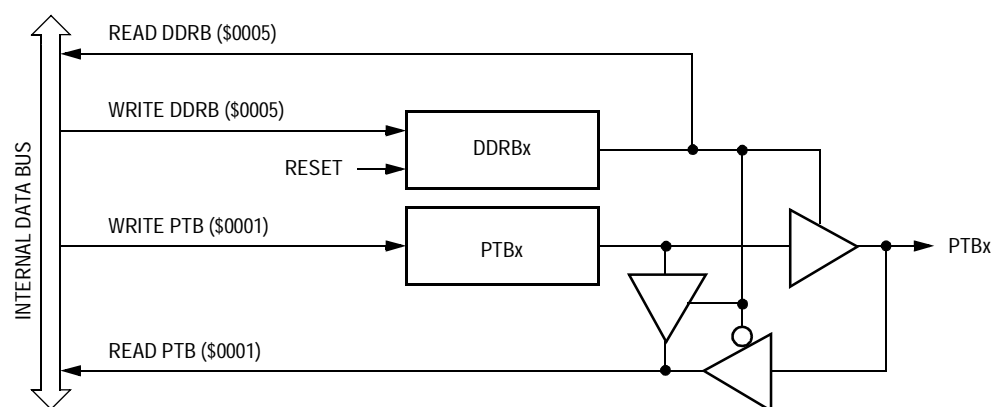 READ DDRB ($0005)
WRITE DDRB ($0005)
DDRBx
RESET
INTERNAL DATA BUS
WRITE PTB ($0001)
PTBx
PTBx
READ PTB ($0001)